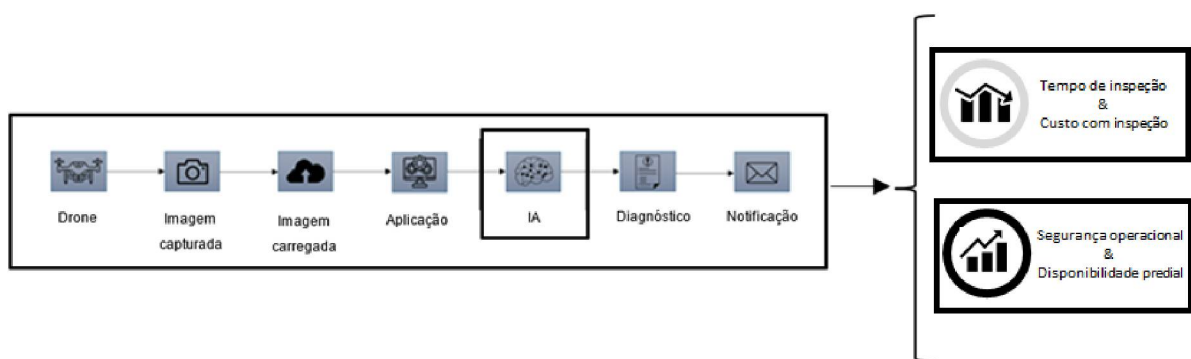 Drone
Imagem
capturada
Imagem
carregada
Aplicação
IA
Diagnóstico
Notificação
Tempo de inspeção
&
Custo com inspeção
Segurança operacional
&
Disponibilidade predial